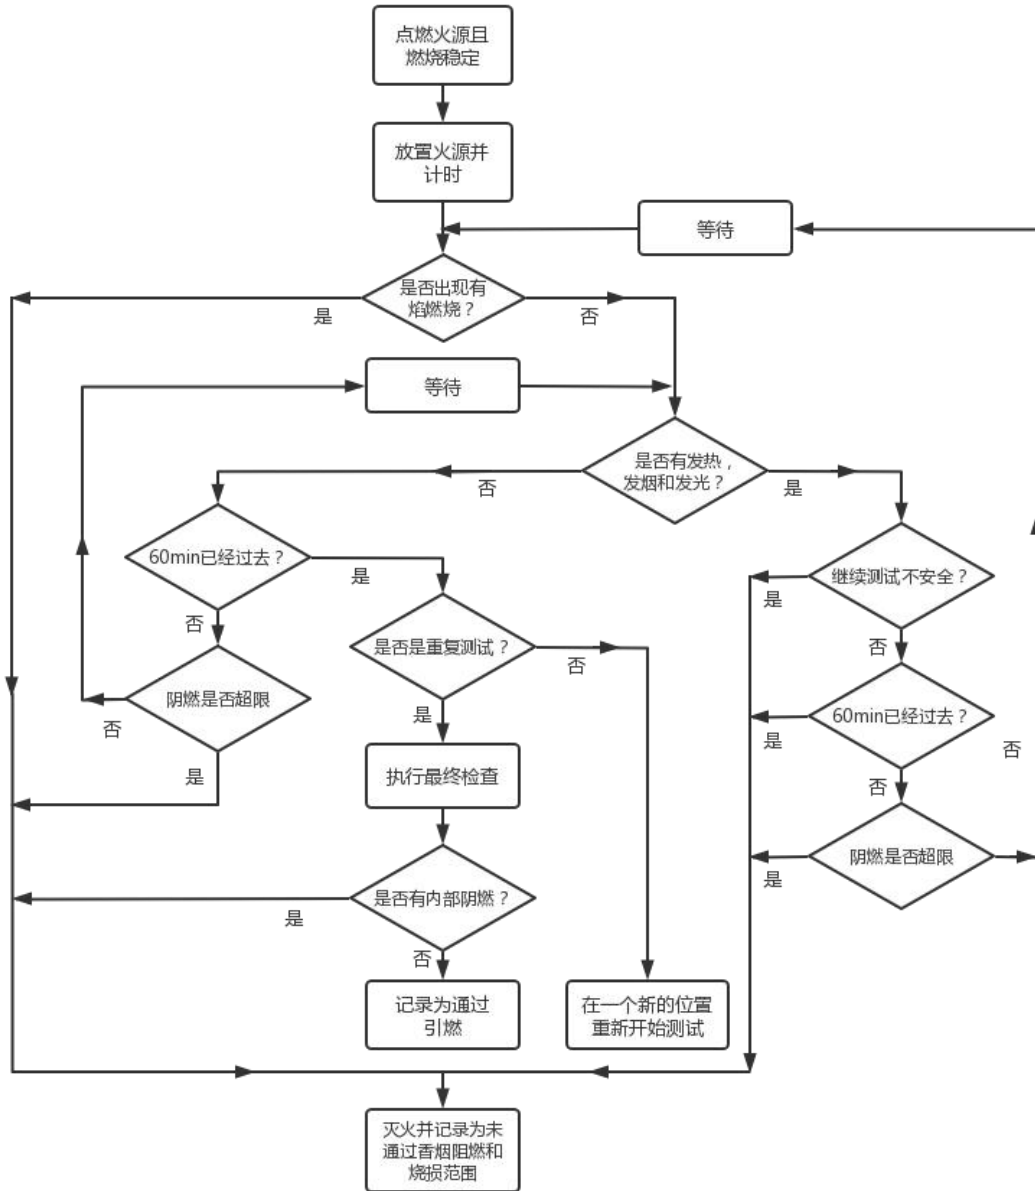 点燃火源且
燃烧稳定
放置火源并
计时
等待
是否出现有
焰燃烧？
是
否
等待
是否有发热，
发烟和发光？
否
是
60min已经过去？
是
继续测试不安全？
是
否
是否是重复测试？
否
否
阴燃是否超限
否
是
60min已经过去？
是
否
是
执行最终检查
否
阴燃是否超限
是
是否有内部阴燃？
是
否
记录为通过
引燃
在一个新的位置
重新开始测试
灭火并记录为未
通过香烟阻燃和
烧损范围